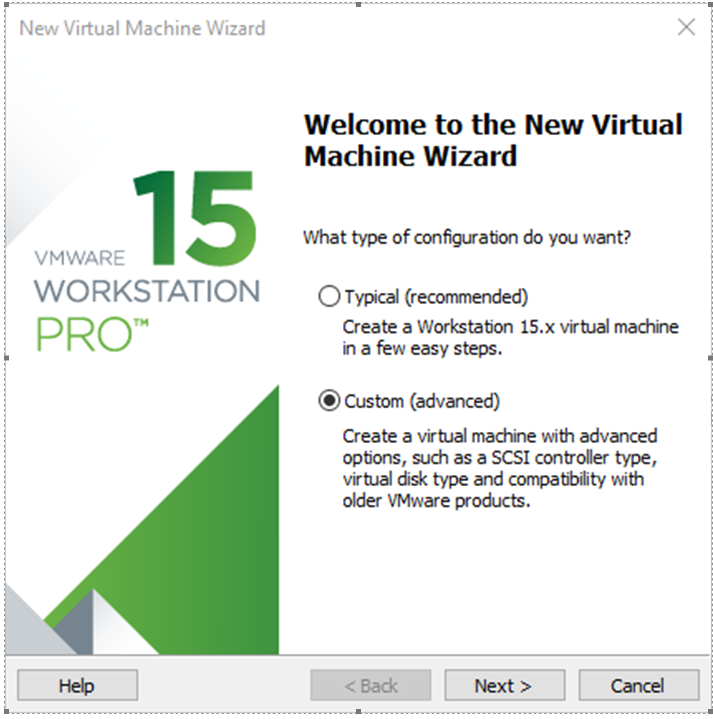 New Virtual Machine Wizard
Welcome to the New Virtual
Machine Wizard
15
VMWARE
WORKSTATION
PRO™
What type of configuration do you want?
Typical (recommended)
Create a Workstation 15.x virtual machine
in a few easy steps.
Custom (advanced)
Create a virtual machine with advanced
options, such as a SCSI controller type,
virtual disk type and compatibility with
older VMware products.
Help
< Back
Next >
Cancel